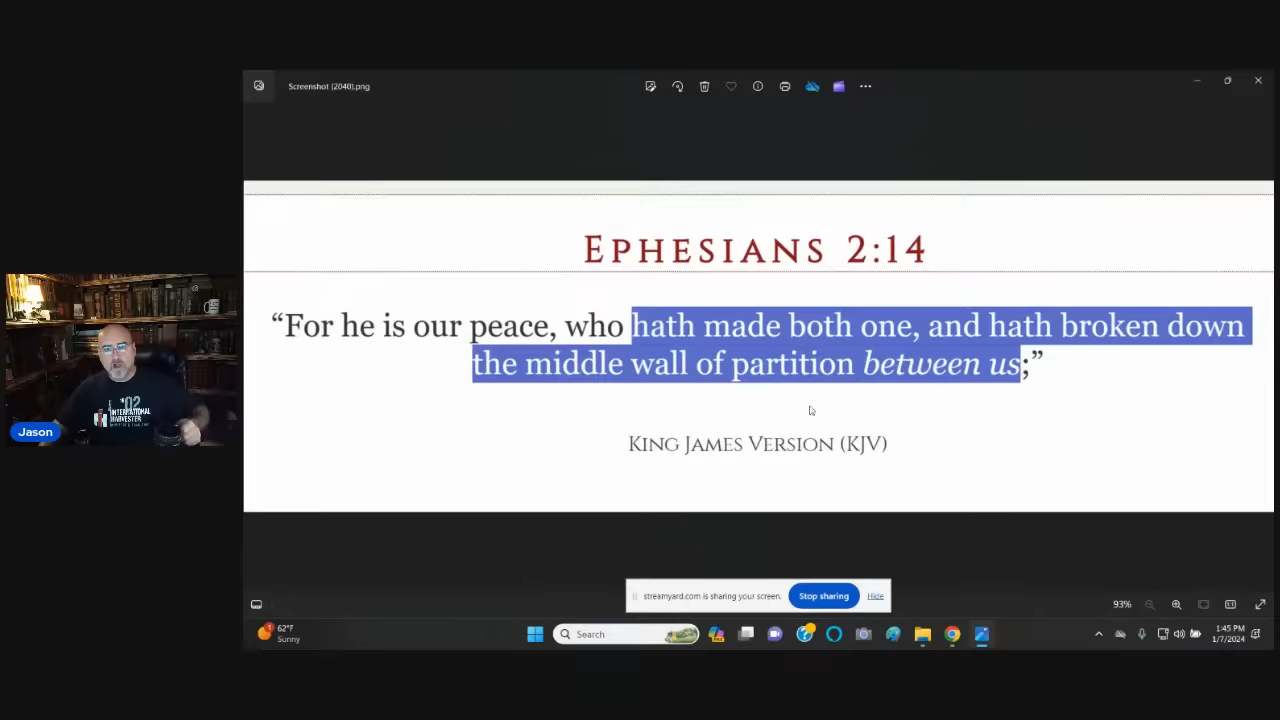 Screenshot (2040).png
EPHESIANS 2:14
“For he is our peace, who hath made both one, and hath broken down
the middle wall of partition between us;”
KING JAMES VERSION (KJV)
'02
INTERNATIONAL
HARVESTER
Jason
streamyard.com is sharing your screen.
Stop sharing
Hide
93%
1
62°F
Sunny
Search
1:45 PM
1/7/2024